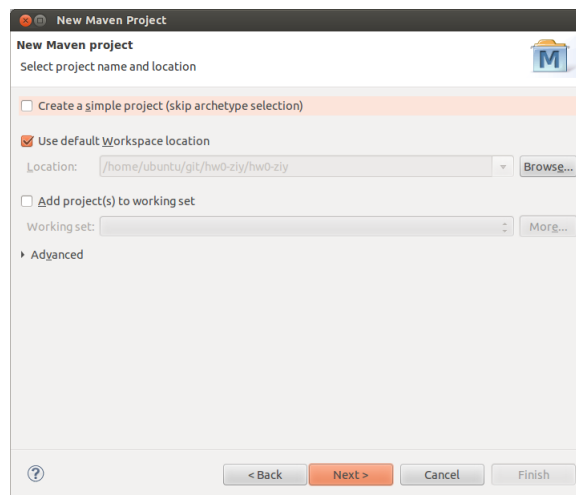 New Maven Project
New Maven project
Select project name and location
M
Create a simple project (skip archetype selection)
Use default Workspace location
Location: /home/ubuntu/git/hw0-ziy/hw0-ziy Browse...
Add project(s) to working set
Working set: More...
Advanced
? < Back Next > Cancel Finish